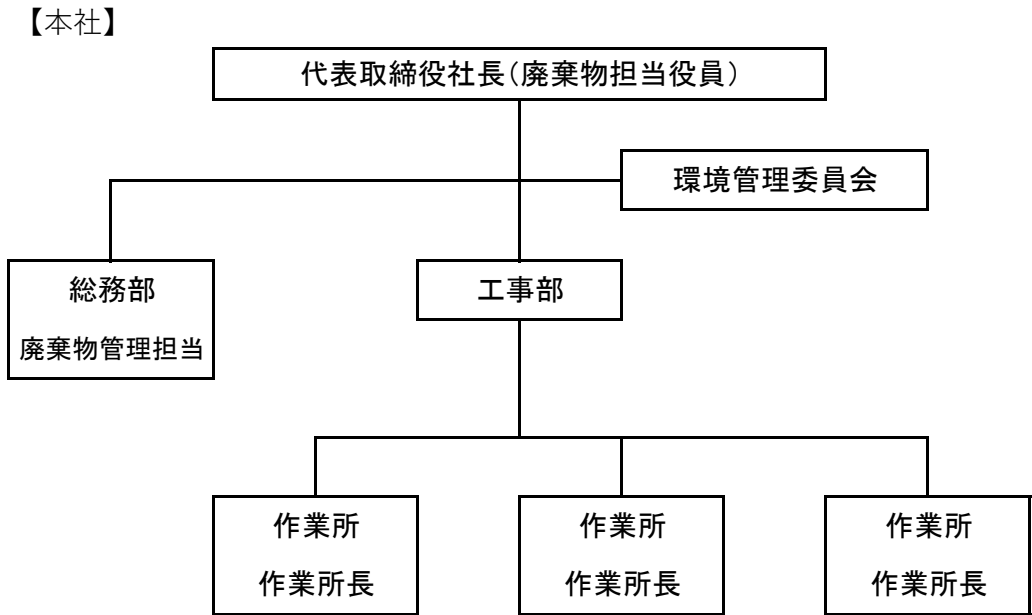 【本社】
代表取締役社長(廃棄物担当役員)
環境管理委員会
総務部
廃棄物管理担当
工事部
作業所
作業所長
作業所
作業所長
作業所
作業所長